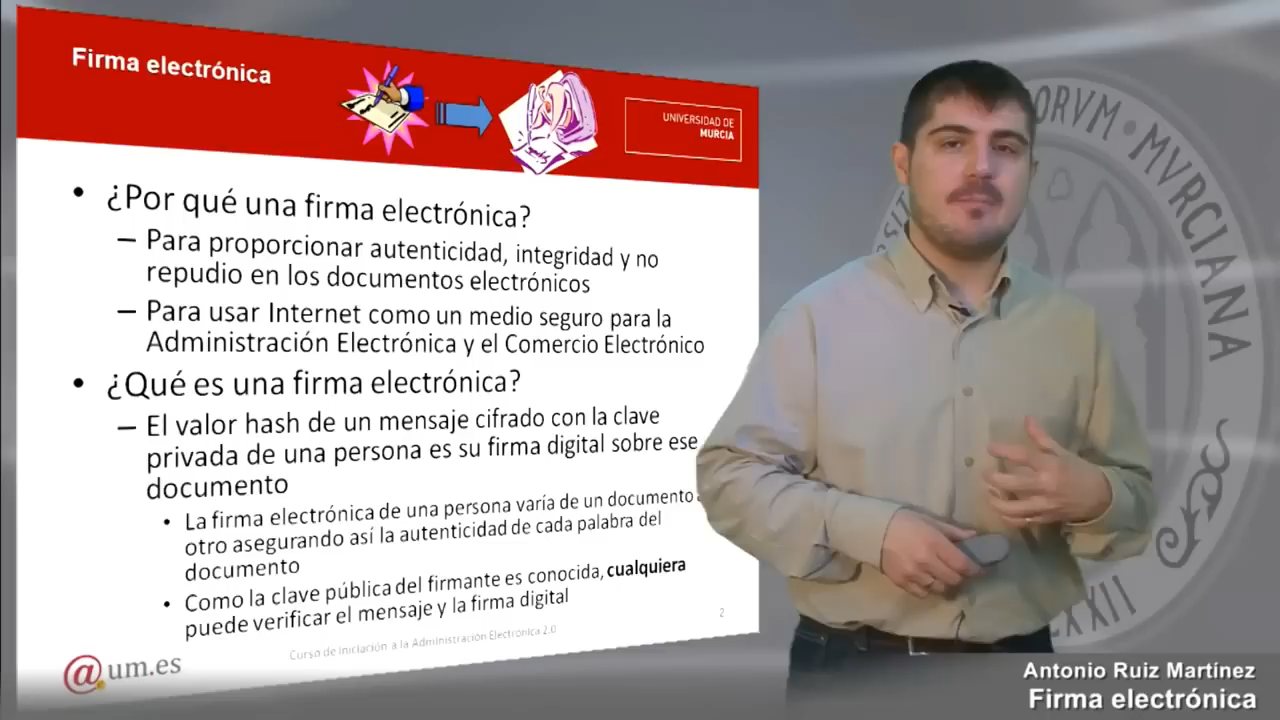 Firma electrónica
UNIVERSIDAD DE
MURCIA
• ¿Por qué una firma electrónica?
– Para proporcionar autenticidad, integridad y no
repudio en los documentos electrónicos
– Para usar Internet como un medio seguro para la
Administración Electrónica y el Comercio Electrónico
• ¿Qué es una firma electrónica?
– El valor hash de un mensaje cifrado con la clave
privada de una persona es su firma digital sobre ese
documento
• La firma electrónica de una persona varía de un documento
otro asegurando así la autenticidad de cada palabra del
documento
• Como la clave pública del firmante es conocida, cualquiera
puede verificar el mensaje y la firma digital
2
Curso de iniciación a la Administración Electrónica 2.0
@um.es
MVRCIANA
Antonio Ruiz Martínez
Firma electrónica